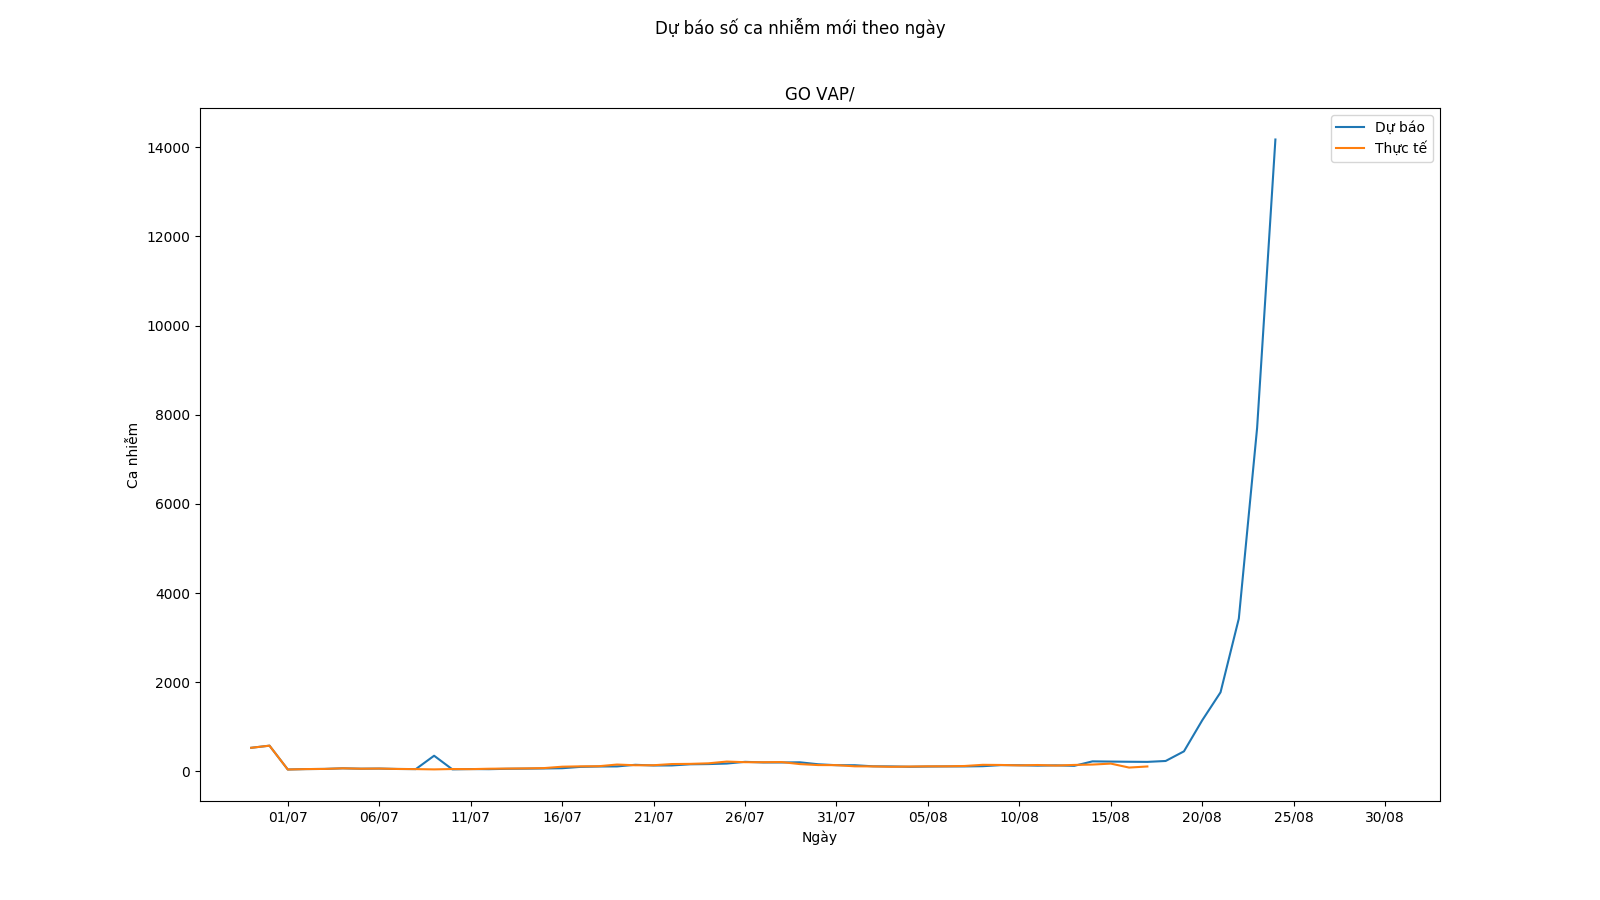 Dự báo số ca nhiễm mới theo ngày
GO VAP/
Dự báo
Thực tế
14000
12000
10000
8000
6000
4000
2000
0
Ca nhiễm
01/07 06/07 11/07 16/07 21/07 26/07 31/07 05/08 10/08 15/08 20/08 25/08 30/08
Ngày